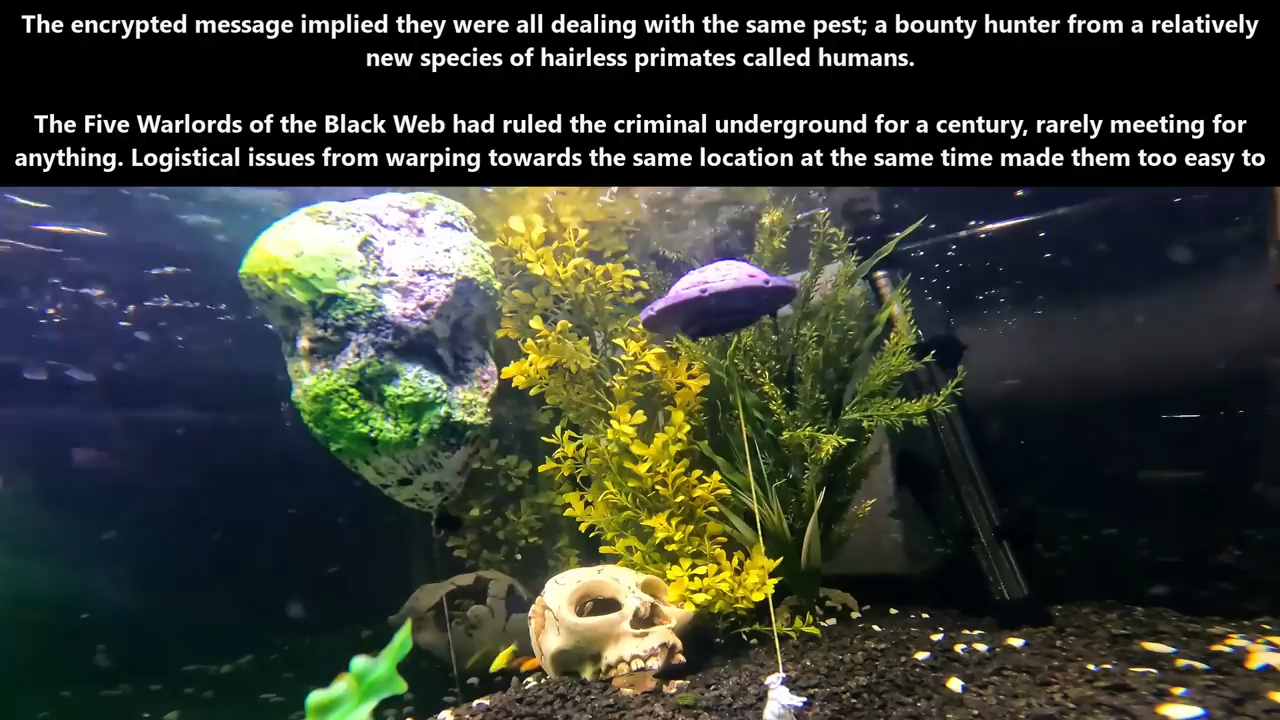 The encrypted message implied they were all dealing with the same pest; a bounty hunter from a relatively
new species of hairless primates called humans.
The Five Warlords of the Black Web had ruled the criminal underground for a century, rarely meeting for
anything. Logistical issues from warping towards the same location at the same time made them too easy to